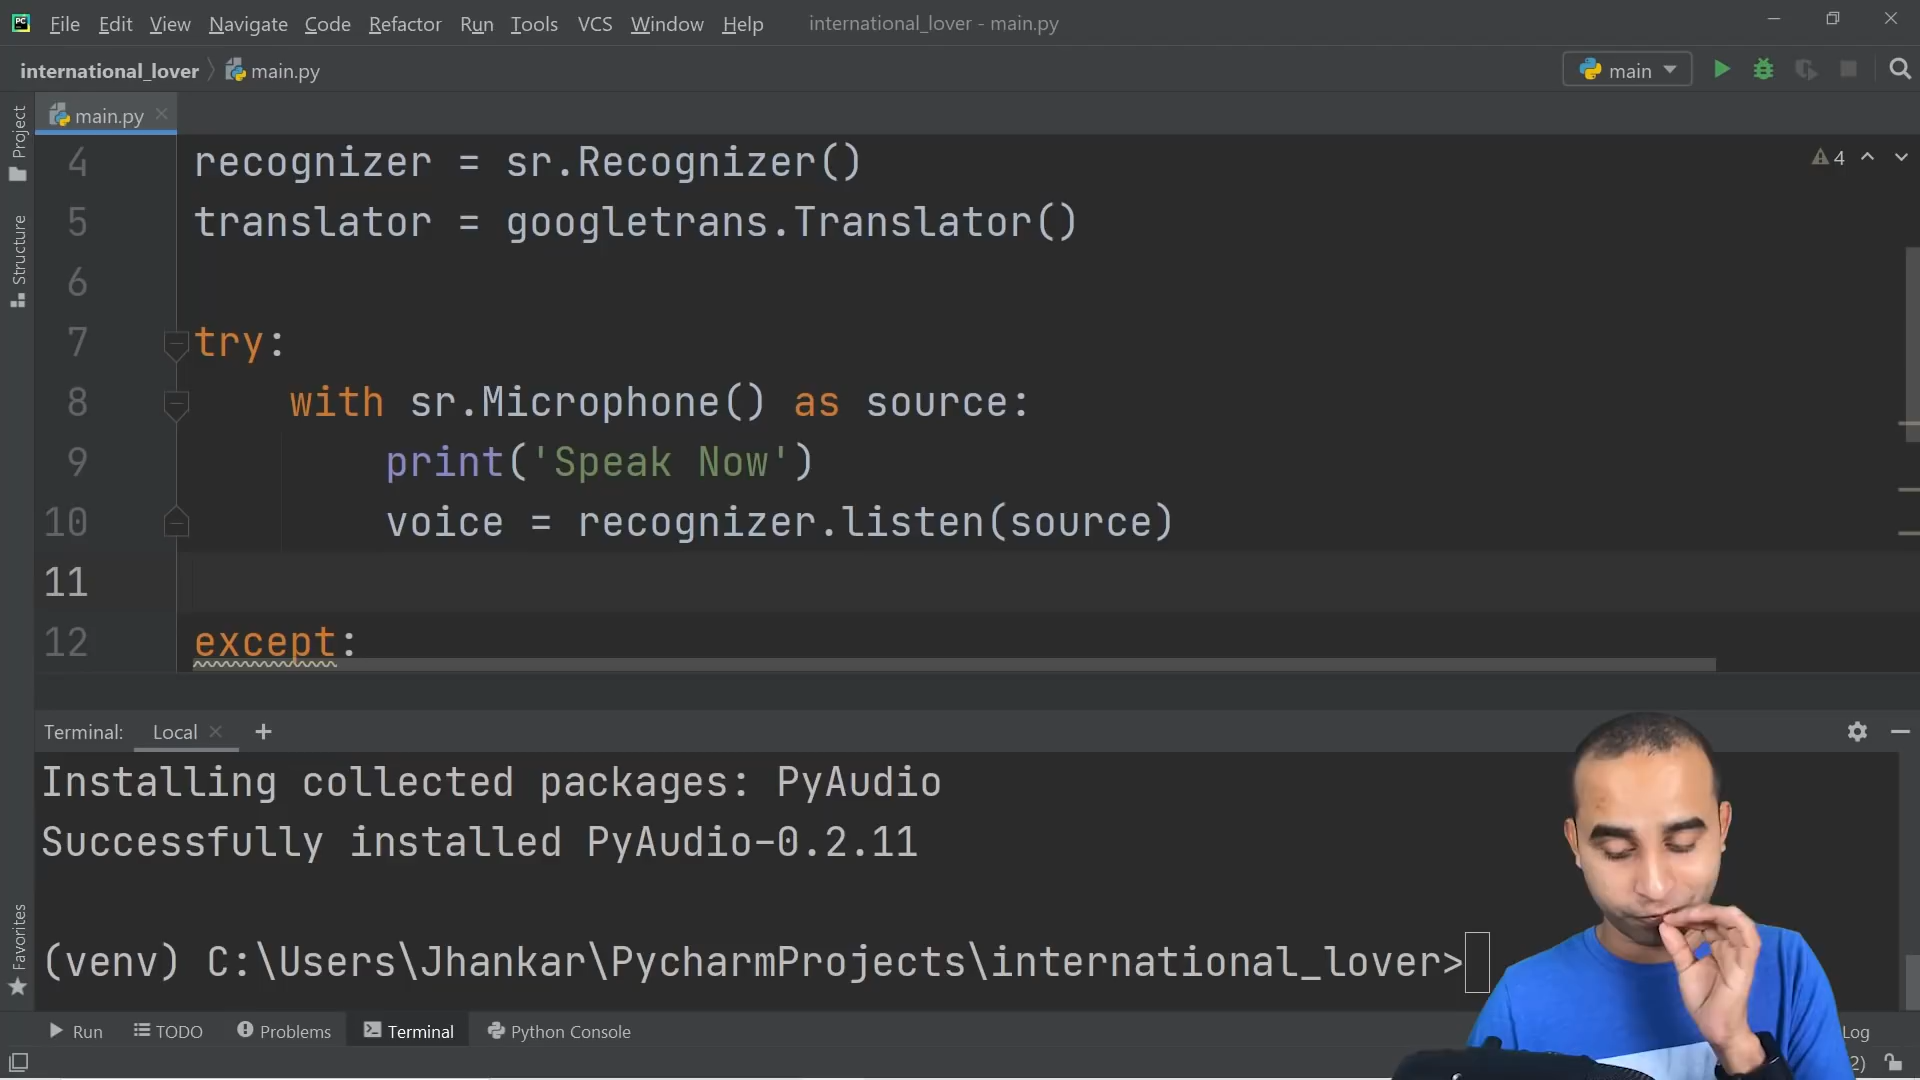 PC File Edit View Navigate Code Refactor Run Tools VCS Window Help international_lover - main.py
international_lover main.py main
Project
Structure
Favorites
main.py
4
4 recognizer = sr.Recognizer()
5 translator = googletrans.Translator()
6
7 try:
8 with sr.Microphone() as source:
9 print('Speak Now')
10 voice = recognizer.listen(source)
11
12 except:
Terminal: Local
Installing collected packages: PyAudio
Successfully installed PyAudio-0.2.11
(venv) C:\Users\Jhankar\PycharmProjects\international_lover>
Run TODO Problems Terminal Python Console Log
2)